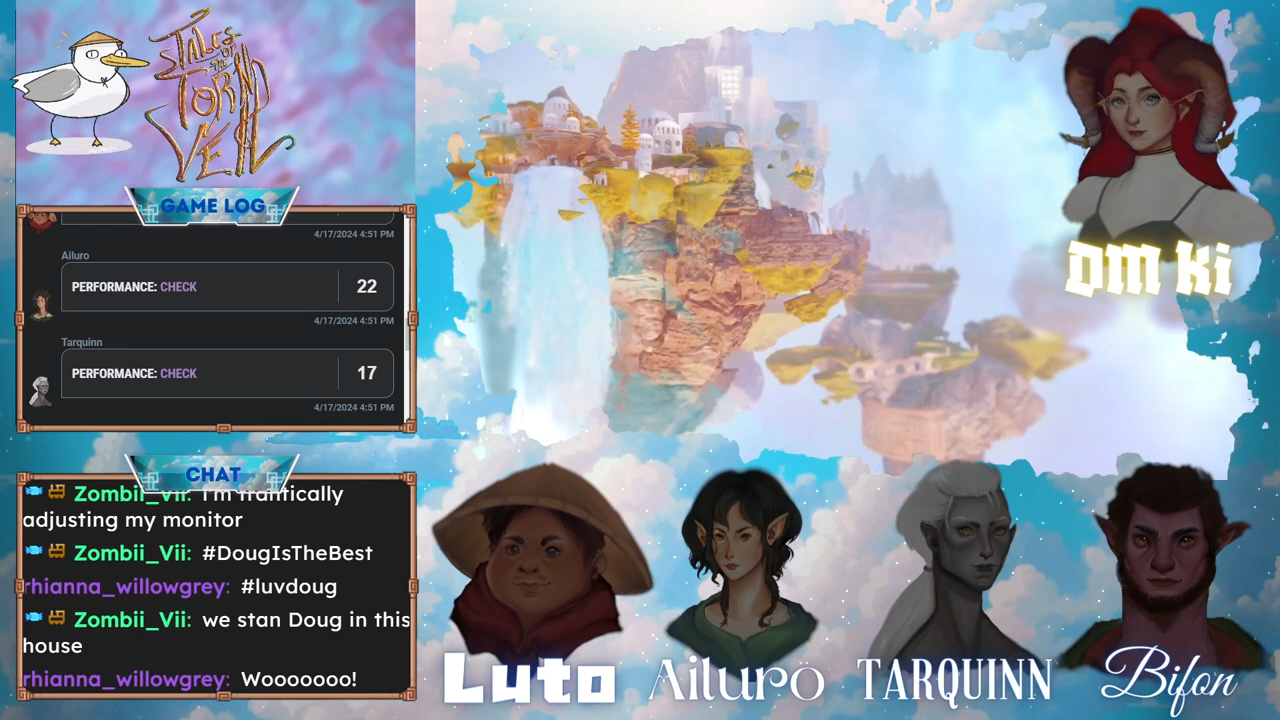 TALES
OF THE
TORN
VEIL
GAME LOG
4/17/2024 4:51 PM
Ailuro
PERFORMANCE: CHECK 22
4/17/2024 4:51 PM
Tarquinn
PERFORMANCE: CHECK 17
4/17/2024 4:51 PM
CHAT
Zombii_Vii: I'm frantically
adjusting my monitor
Zombii_Vii: #DougIsTheBest
rhianna_willowgrey: #luvdoug
Zombii_Vii: we stan Doug in this
house
rhianna_willowgrey: Wooooooo!
DM Ki
Luto
Ailuro
TARQUINN
Bifon